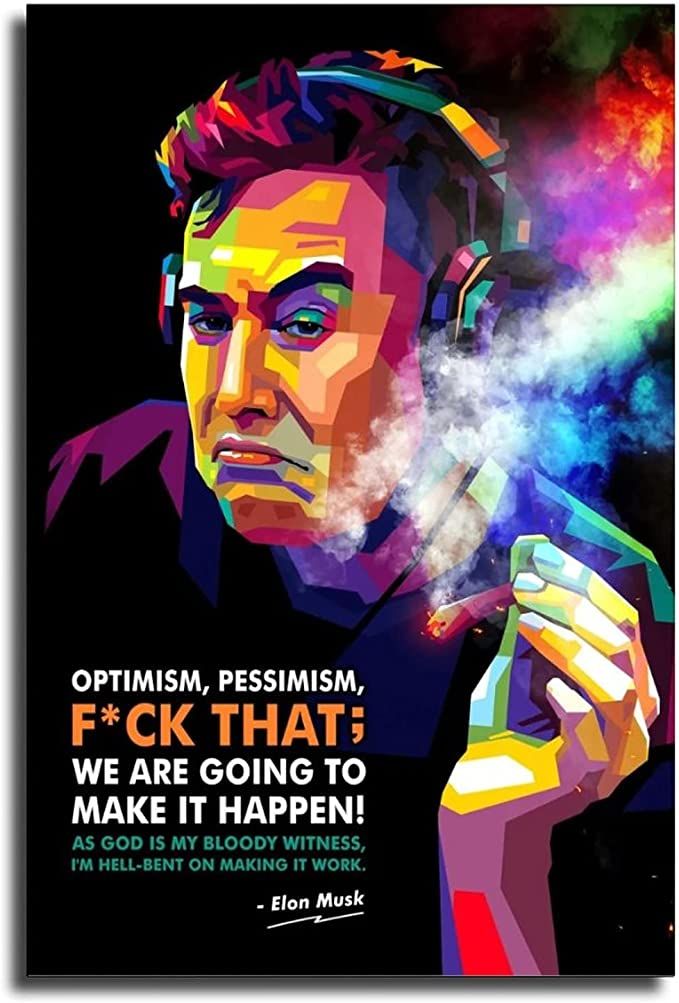 OPTIMISM, PESSIMISM,
F*CK THAT;
WE ARE GOING TO
MAKE IT HAPPEN!
AS GOD IS MY BLOODY WITNESS,
I'M HELL-BENT ON MAKING IT WORK.
- Elon Musk